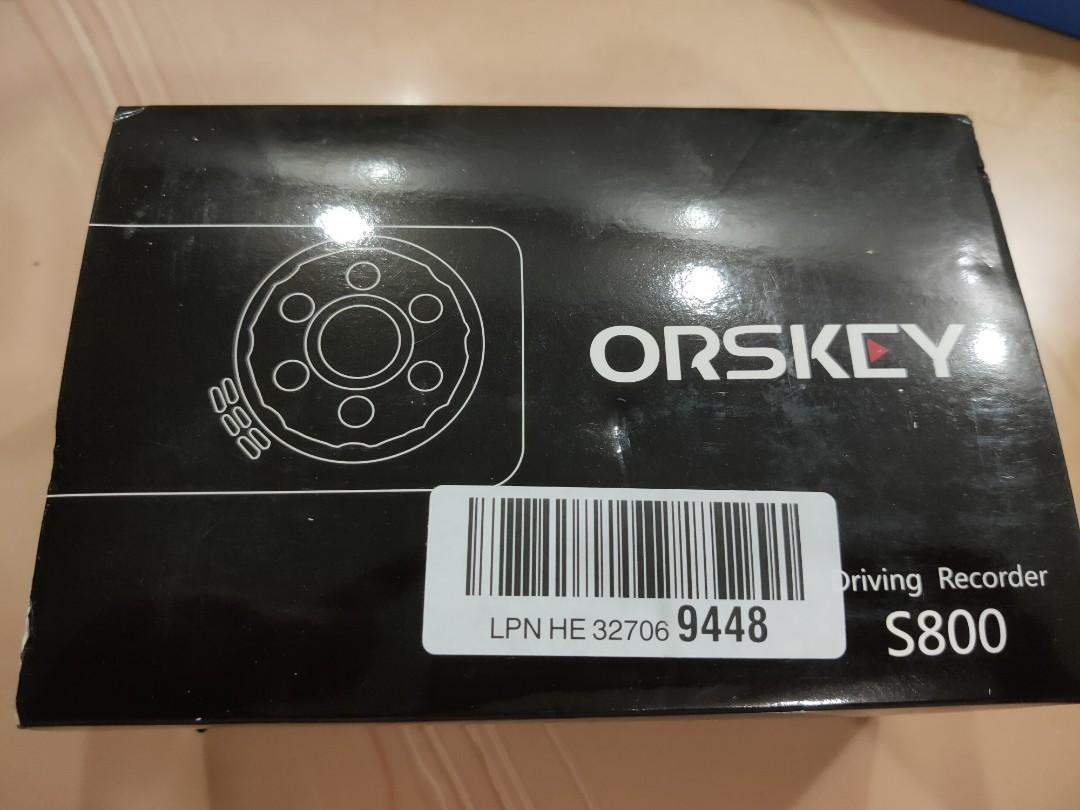 ORSKEY
Driving Recorder
S800
LPN HE 32706 9448